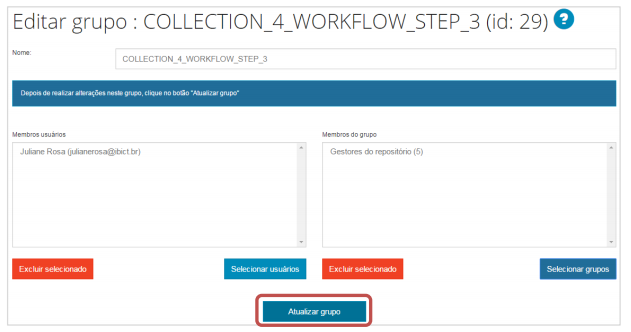 Editar grupo : COLLECTION_4_WORKFLOW_STEP_3 (id: 29) ?
Nome:
COLLECTION_4_WORKFLOW_STEP_3
Depois de realizar alterações neste grupo, clique no botão "Atualizar grupo"
Membros usuários
Membros do grupo
Juliane Rosa (julianerosa@ibict.br)
Gestores do repositório (5)
Excluir selecionado
Selecionar usuários
Excluir selecionado
Selecionar grupos
Atualizar grupo